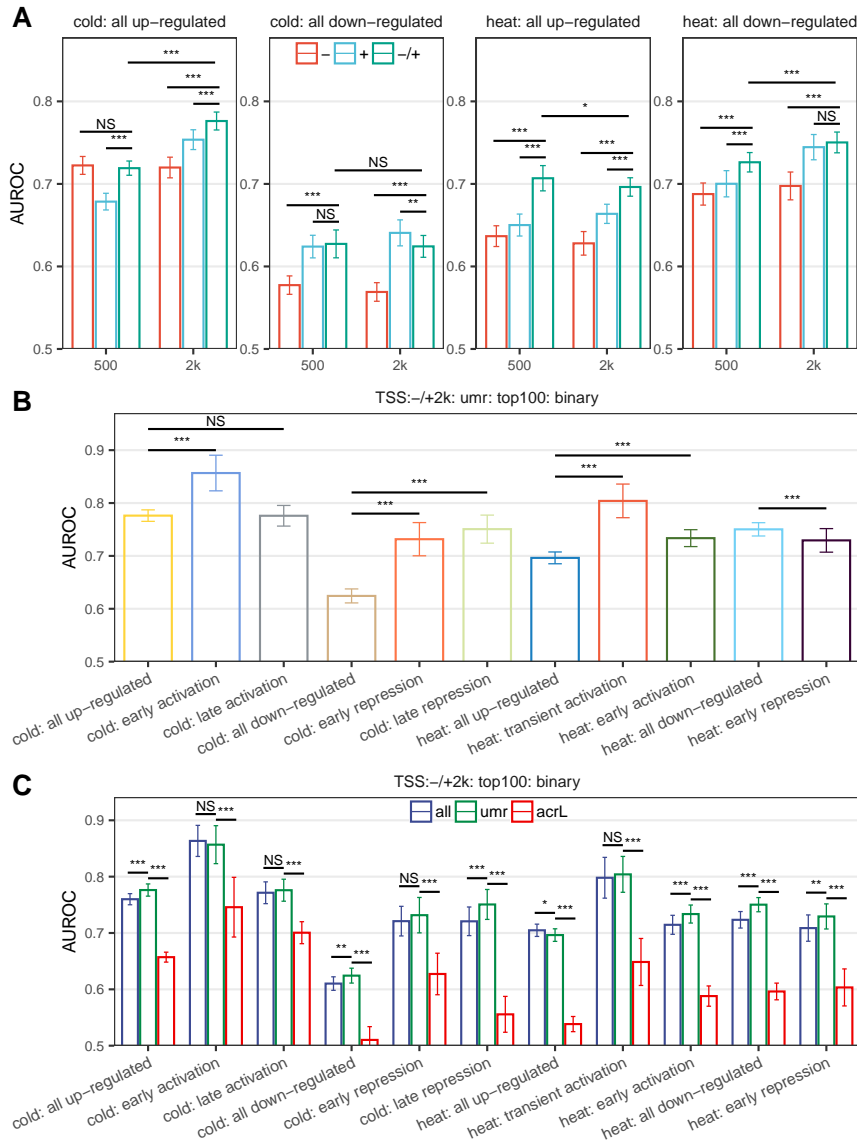 A
cold: all up−regulated
cold: all down−regulated
heat: all up−regulated
heat: all down−regulated
− + −/+
AUROC
0.8
0.7
0.6
0.5
NS
***
***
***
***
***
NS
***
**
NS
***
***
***
***
*
***
***
***
NS
***
500 2k
500 2k
500 2k
500 2k
B
TSS:−/+2k: umr: top100: binary
AUROC
0.9
0.8
0.7
0.6
0.5
NS
***
***
***
***
***
***
cold: all up−regulated
cold: early activation
cold: late activation
cold: all down−regulated
cold: early repression
cold: late repression
heat: all up−regulated
heat: transient activation
heat: early activation
heat: all down−regulated
heat: early repression
C
TSS:−/+2k: top100: binary
all umr acrL
AUROC
0.9
0.8
0.7
0.6
0.5
*** ***
NS ***
NS ***
** ***
NS ***
*** ***
* ***
NS ***
*** ***
*** ***
** ***
cold: all up−regulated
cold: early activation
cold: late activation
cold: all down−regulated
cold: early repression
cold: late repression
heat: all up−regulated
heat: transient activation
heat: early activation
heat: all down−regulated
heat: early repression